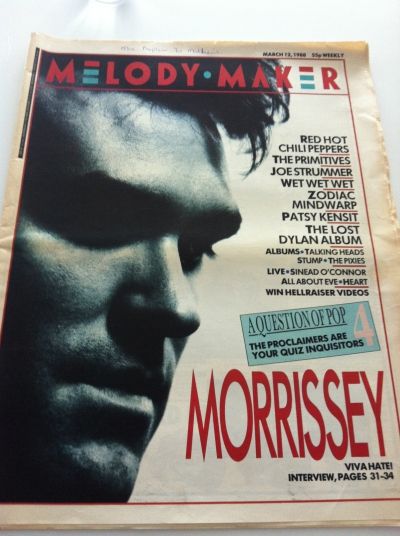 MARCH 12, 1988 55p WEEKLY
MELODY•MAKER
RED HOT
CHILI PEPPERS
THE PRIMITIVES
JOE STRUMMER
WET WET WET
ZODIAC
MINDWARP
PATSY KENSIT
THE LOST
DYLAN ALBUM
ALBUMS•TALKING HEADS
STUMP•THE PIXIES
LIVE•SINEAD O'CONNOR
ALL ABOUT EVE•HEART
WIN HELLRAISER VIDEOS
A QUESTION OF POP 4
THE PROCLAIMERS ARE
YOUR QUIZ INQUISITORS
MORRISSEY
VIVA HATE!
INTERVIEW, PAGES 31-34